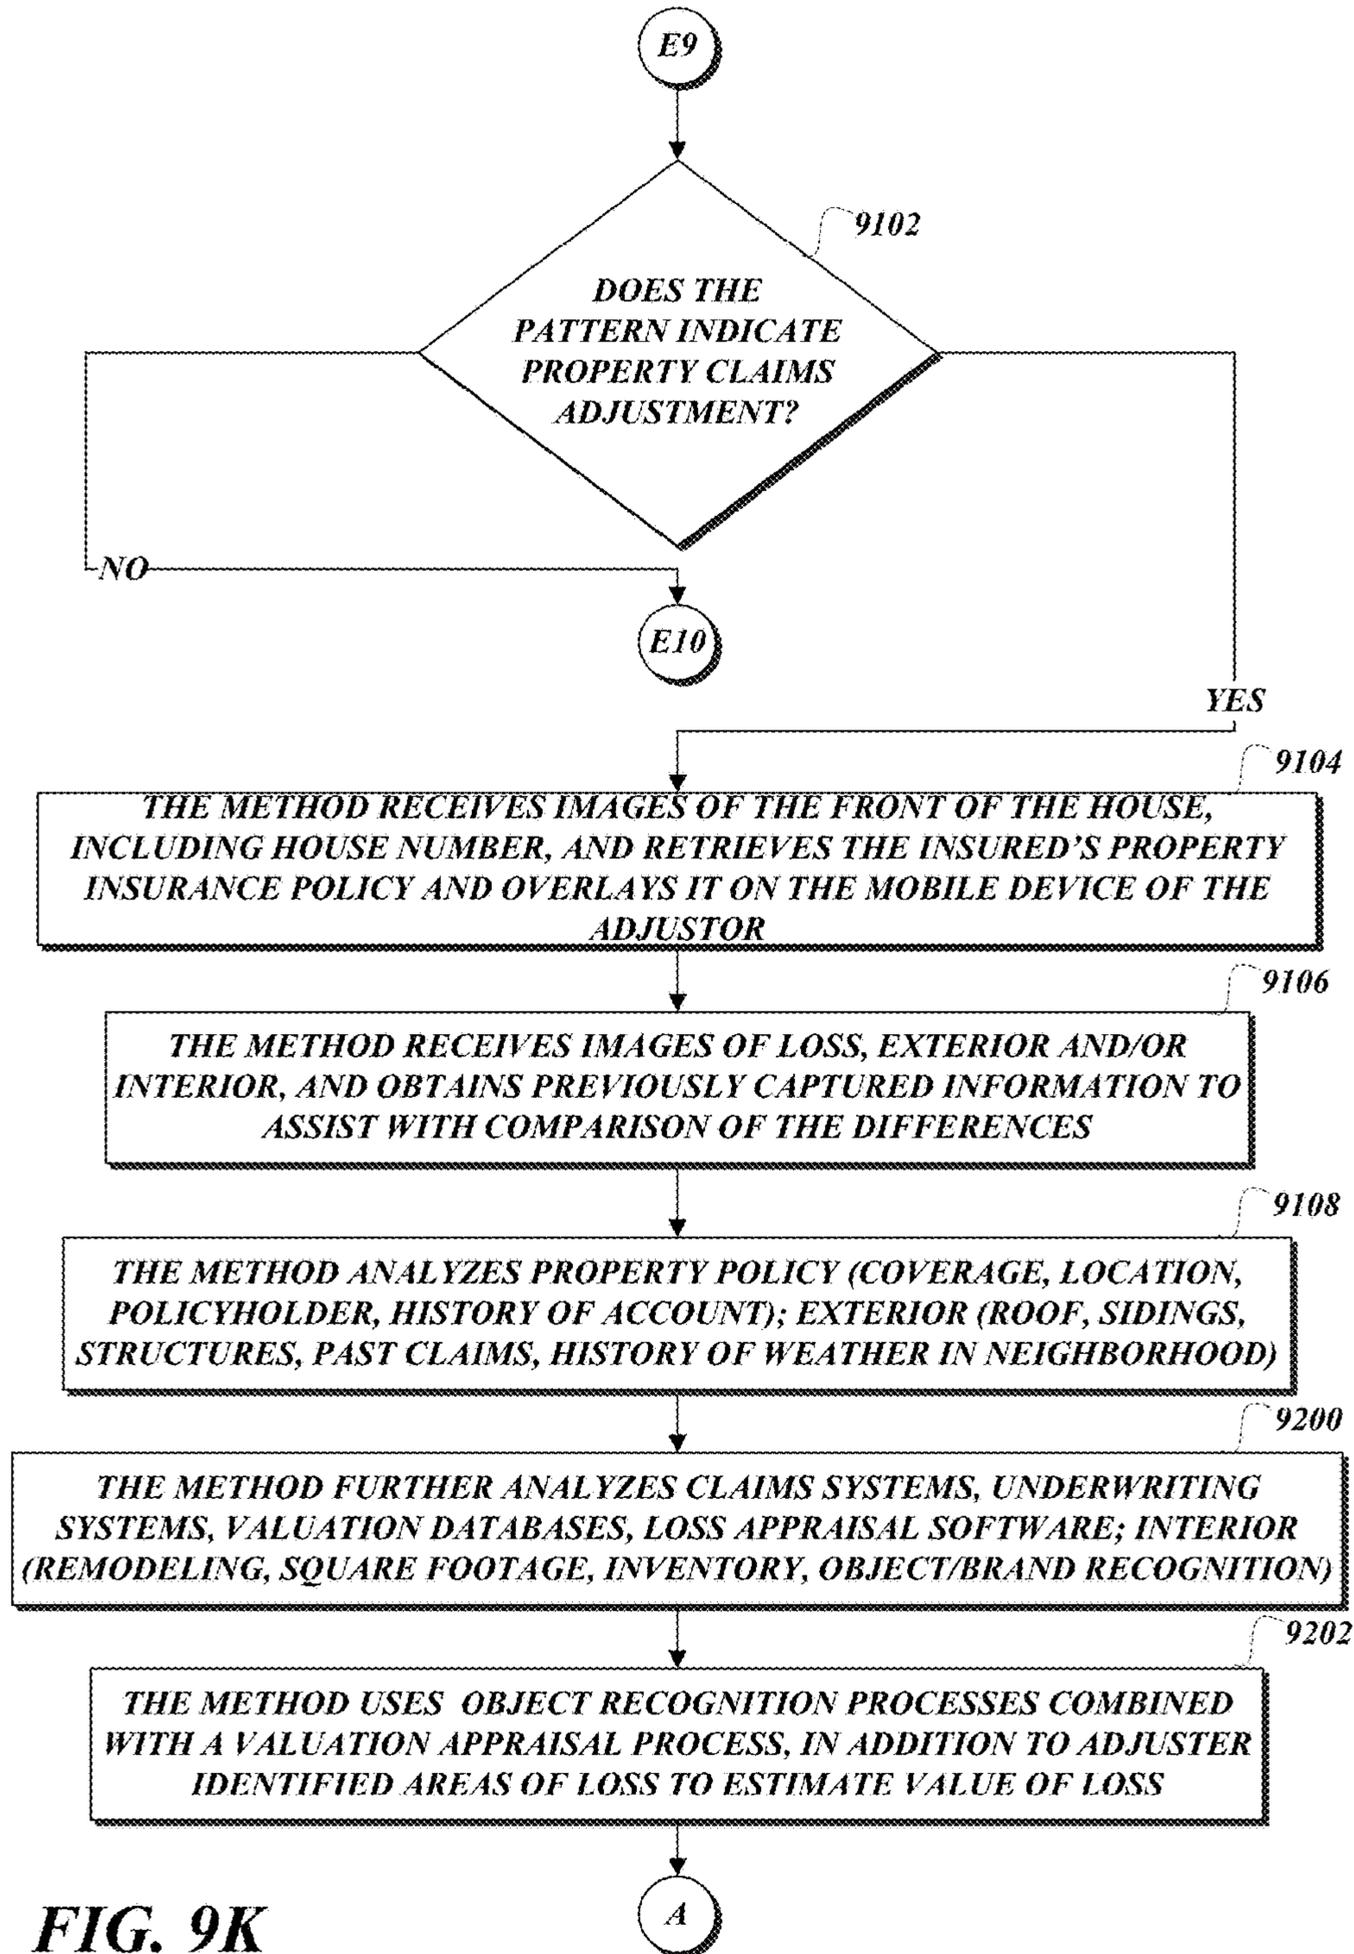 E9
9102
DOES THE
PATTERN INDICATE
PROPERTY CLAIMS
ADJUSTMENT?
NO
E10
YES
9104
THE METHOD RECEIVES IMAGES OF THE FRONT OF THE HOUSE,
INCLUDING HOUSE NUMBER, AND RETRIEVES THE INSURED'S PROPERTY
INSURANCE POLICY AND OVERLAYS IT ON THE MOBILE DEVICE OF THE
ADJUSTOR
9106
THE METHOD RECEIVES IMAGES OF LOSS, EXTERIOR AND/OR
INTERIOR, AND OBTAINS PREVIOUSLY CAPTURED INFORMATION TO
ASSIST WITH COMPARISON OF THE DIFFERENCES
9108
THE METHOD ANALYZES PROPERTY POLICY (COVERAGE, LOCATION,
POLICYHOLDER, HISTORY OF ACCOUNT); EXTERIOR (ROOF, SIDINGS,
STRUCTURES, PAST CLAIMS, HISTORY OF WEATHER IN NEIGHBORHOOD)
9200
THE METHOD FURTHER ANALYZES CLAIMS SYSTEMS, UNDERWRITING
SYSTEMS, VALUATION DATABASES, LOSS APPRAISAL SOFTWARE; INTERIOR
(REMODELING, SQUARE FOOTAGE, INVENTORY, OBJECT/BRAND RECOGNITION)
9202
THE METHOD USES OBJECT RECOGNITION PROCESSES COMBINED
WITH A VALUATION APPRAISAL PROCESS, IN ADDITION TO ADJUSTER
IDENTIFIED AREAS OF LOSS TO ESTIMATE VALUE OF LOSS
A
FIG. 9K